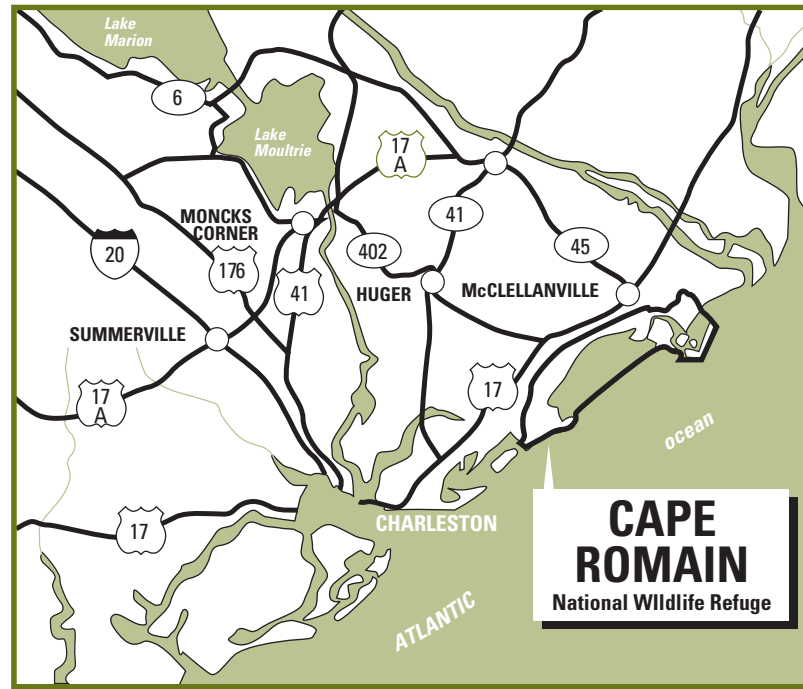 Lake
Marion
6
Lake
Moultrie
17
A
MONCKS
CORNER
41
20
176
402
45
41
HUGER
McCLELLANVILLE
SUMMERVILLE
17
A
17
ocean
17
CHARLESTON
CAPE
ROMAIN
National WIldlife Refuge
ATLANTIC